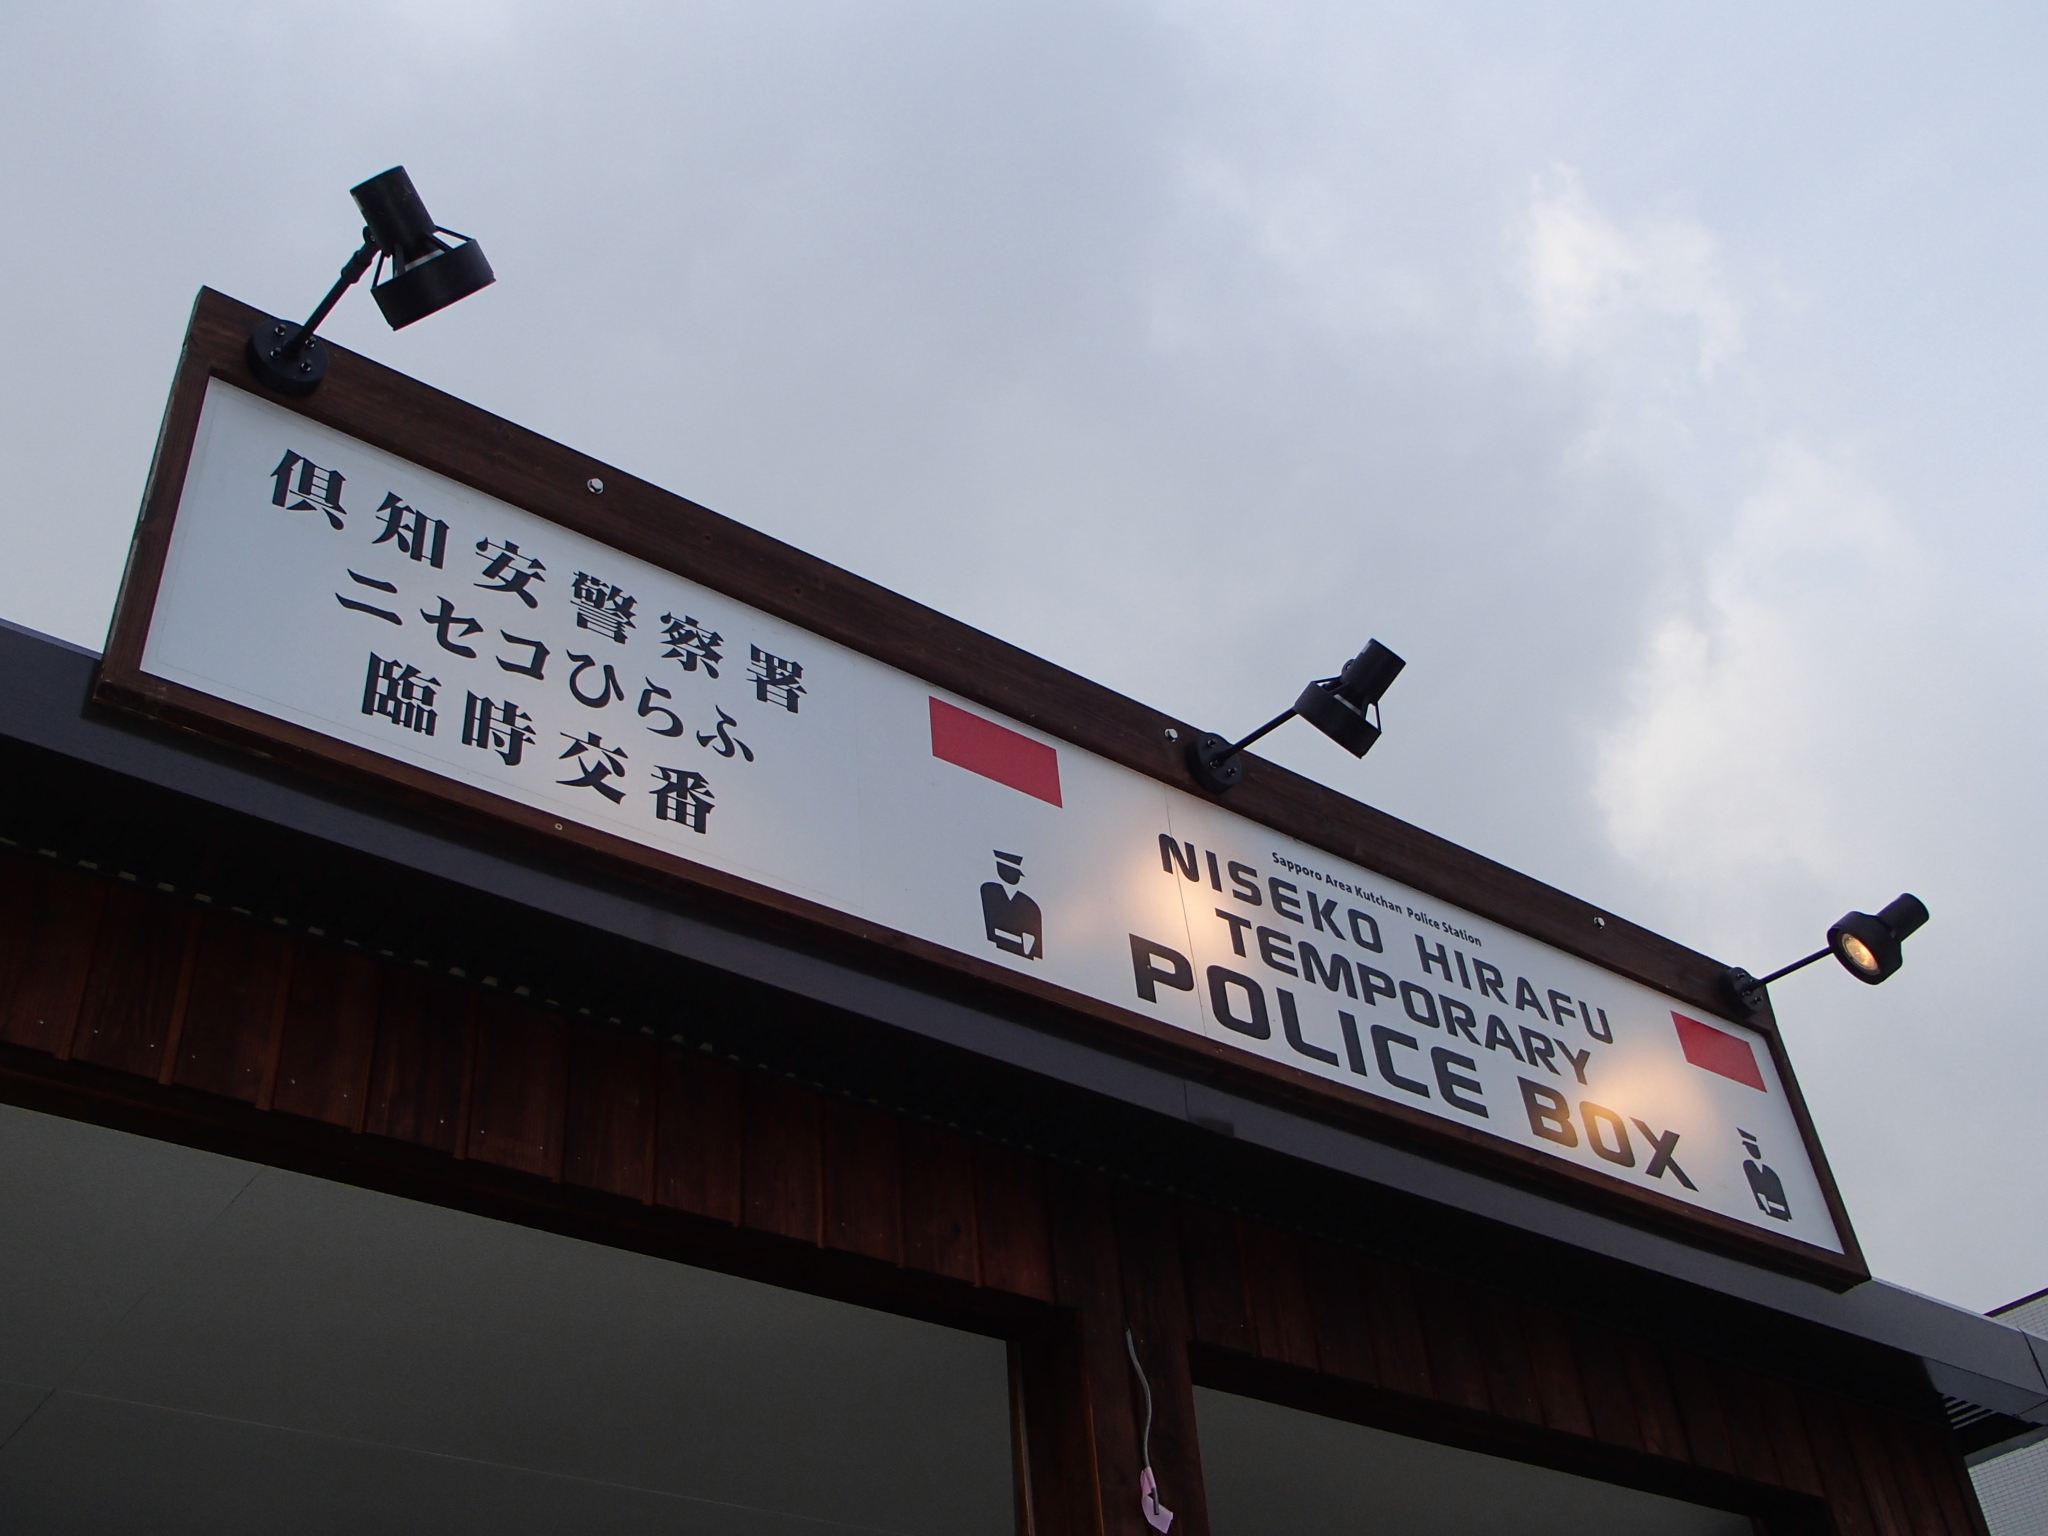 倶知安警察署
ニセコひらふ
臨時交番
Sapporo Area Kutchan Police Station
NISEKO HIRAFU
TEMPORARY
POLICE BOX